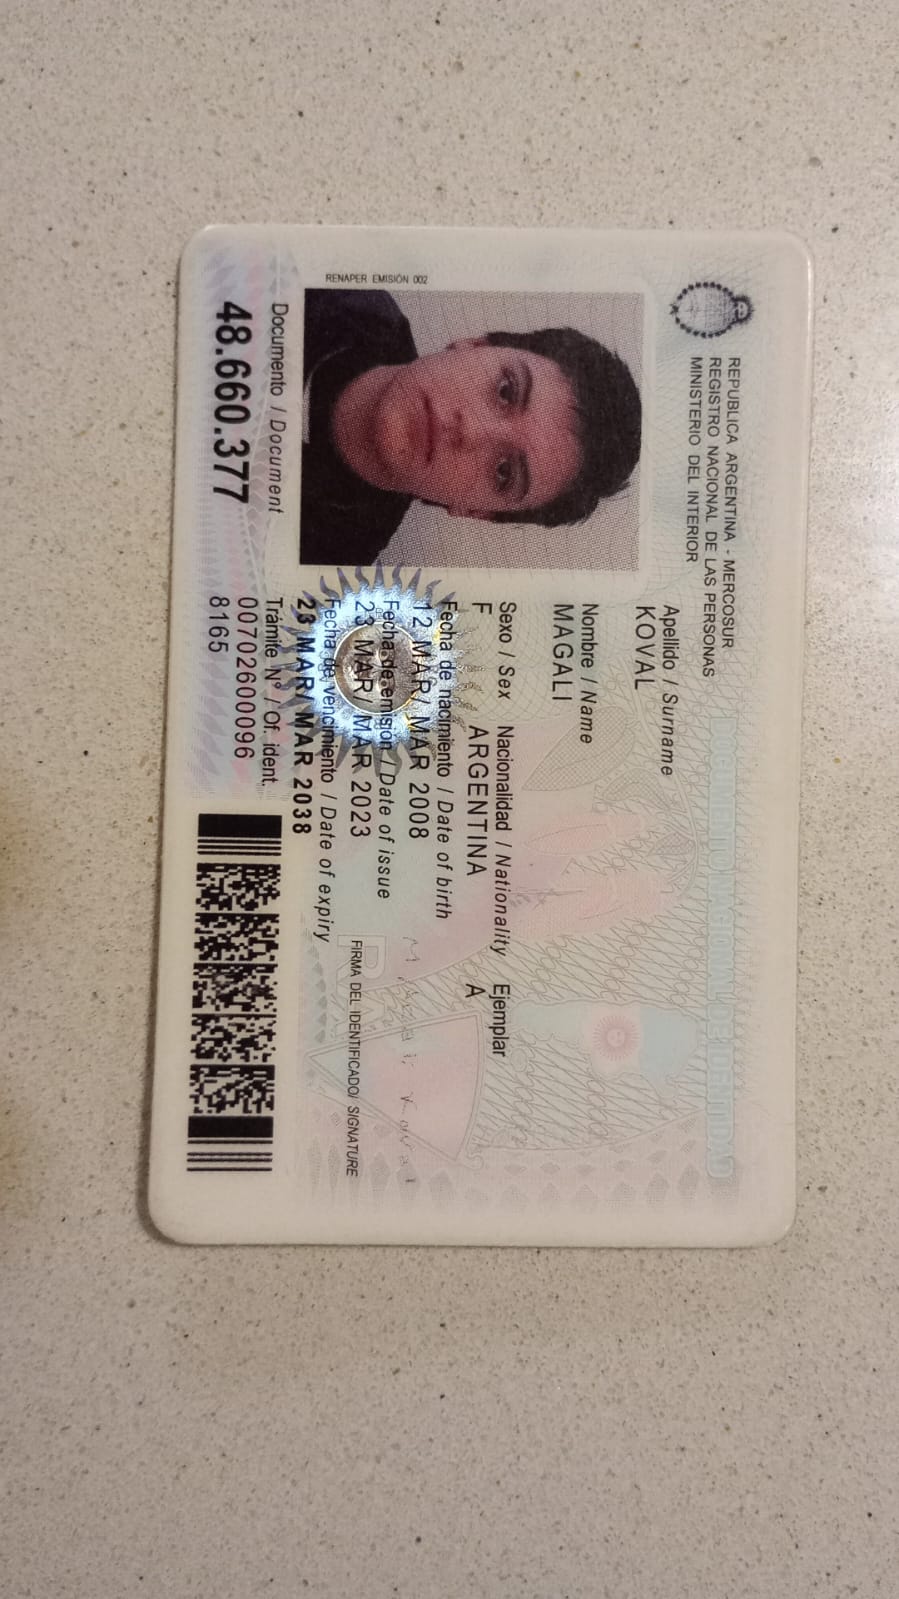 REPUBLICA ARGENTINA - MERCOSUR
REGISTRO NACIONAL DE LAS PERSONAS
MINISTERIO DEL INTERIOR
DOCUMENTO NACIONAL DE IDENTIDAD
RENAPER EMISIÓN 002
Apellido / Surname
KOVAL
Nombre / Name
MAGALI
Sexo / Sex Nacionalidad / Nationality Ejemplar
F ARGENTINA A
Fecha de nacimiento / Date of birth
12 MAR/ MAR 2008
Fecha de emisión / Date of issue
23 MAR/ MAR 2023
Fecha de vencimiento / Date of expiry
23 MAR/ MAR 2038
Magali Koval
FIRMA DEL IDENTIFICADO/ SIGNATURE
Documento / Document
48.660.377
Trámite N° / Of. ident.
00702600096
8165